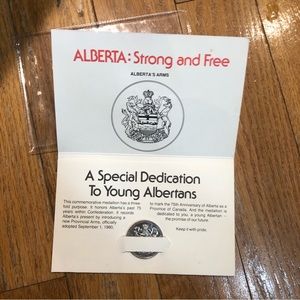 ALBERTA: Strong and Free
ALBERTA'S ARMS
A Special Dedication
To Young Albertans
This commemorative medallion has a three-
fold purpose. It honors Alberta's past 75
years within Confederation. It records
Alberta's present by introducing a
new Provincial Arms, officially
adopted September 1, 1980.
to mark the 75th Anniversary of Alberta as a
Province of Canada. And the medallion is
dedicated to you, a young Albertan —
the promise of our future.
Keep it with pride.